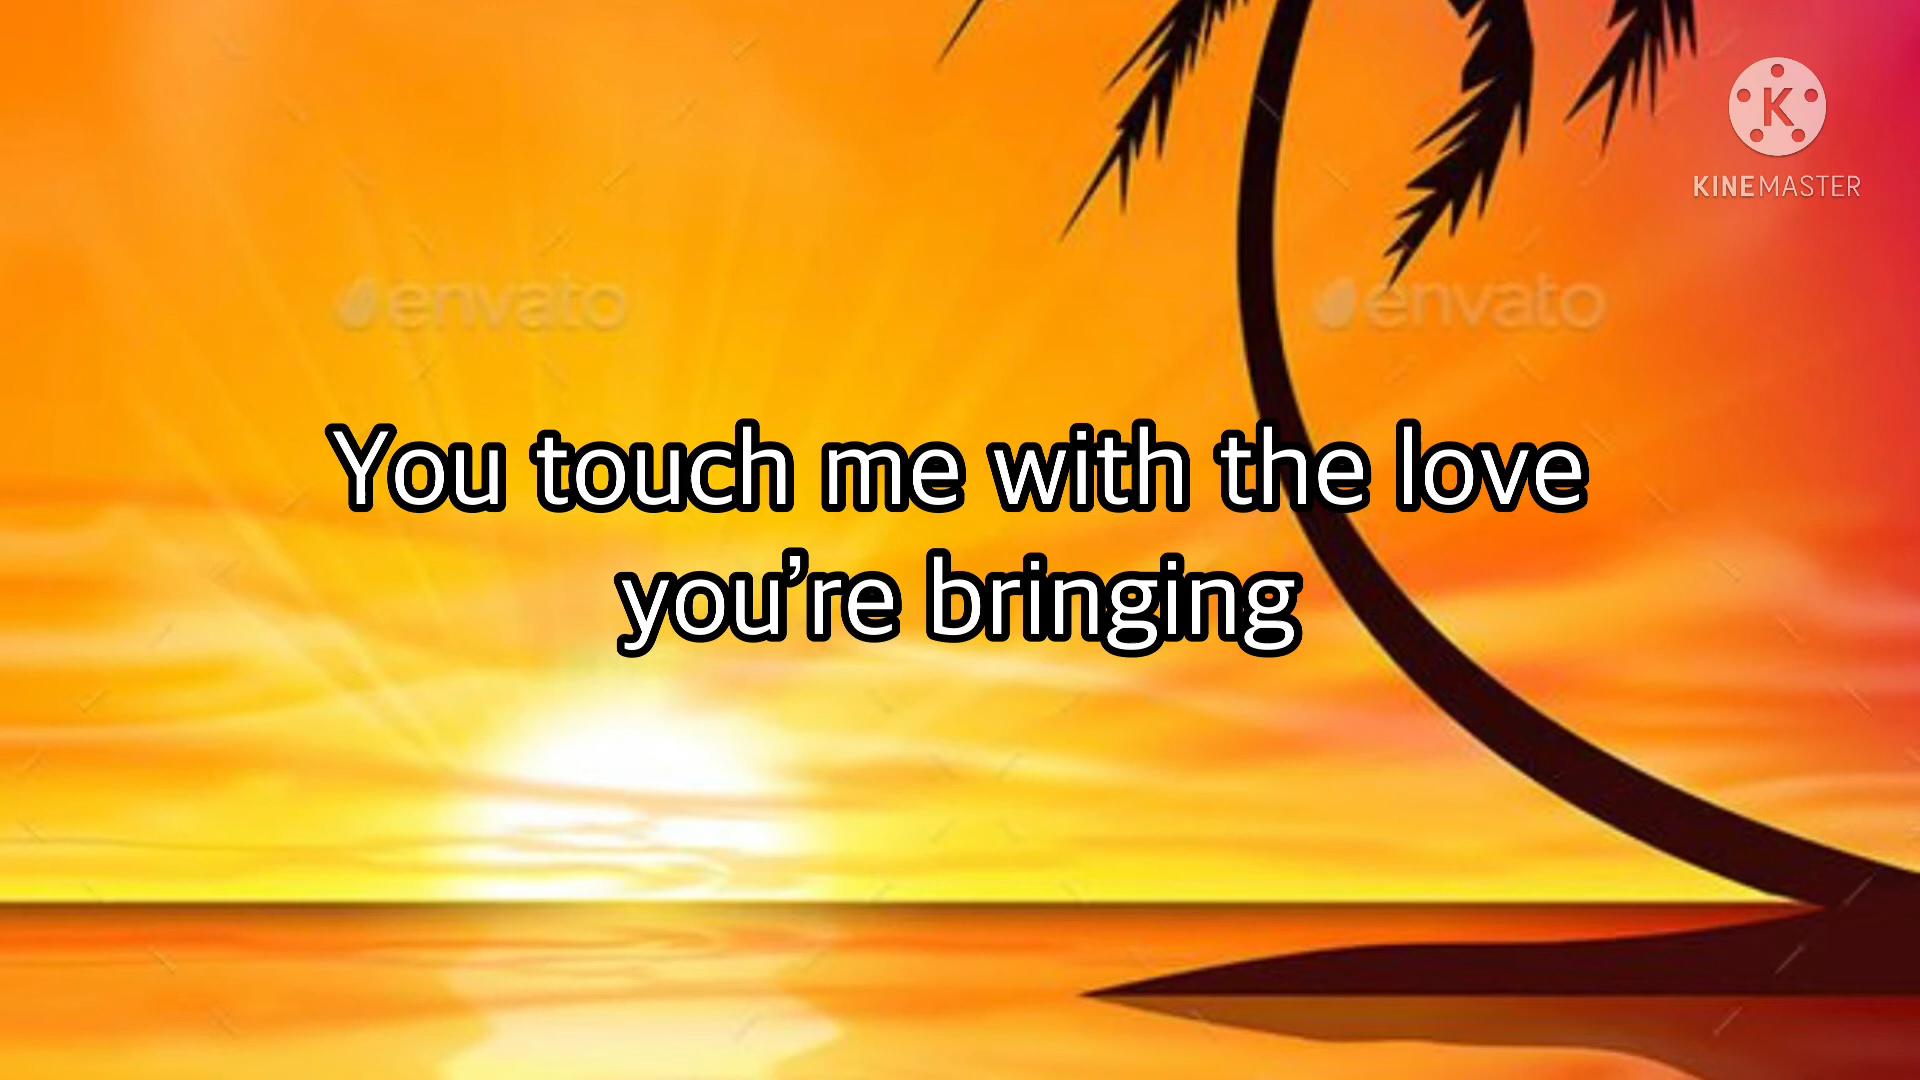 K
KINEMASTER
envato envato
You touch me with the love
you’re bringing